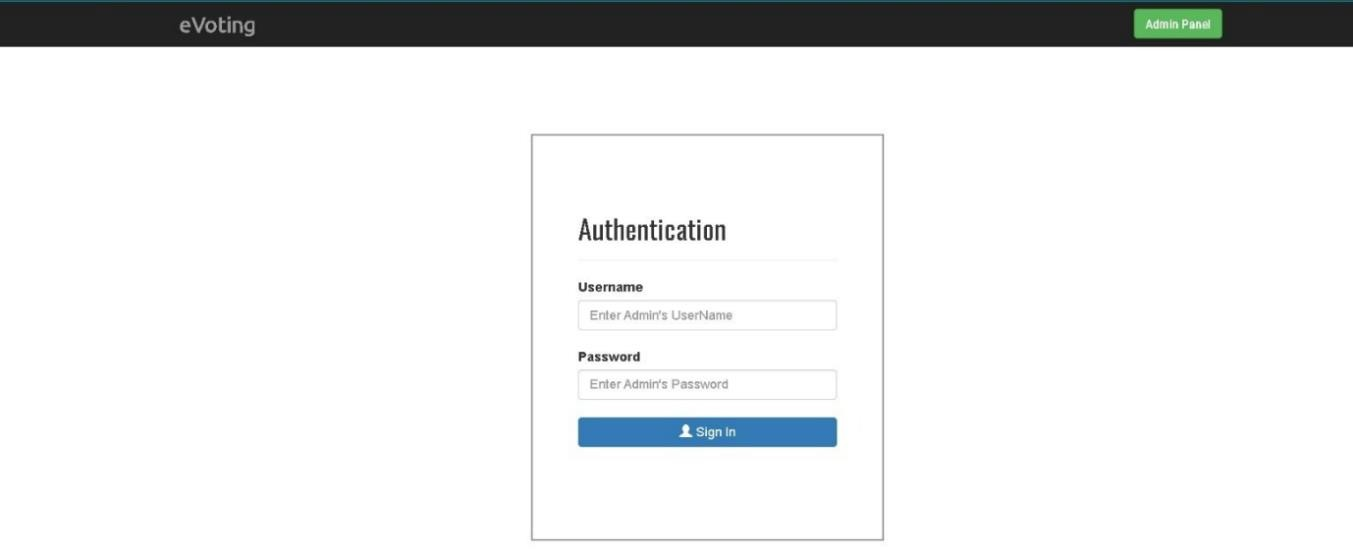 eVoting
Admin Panel
Authentication
Username
Enter Admin's UserName
Password
Enter Admin's Password
Sign In